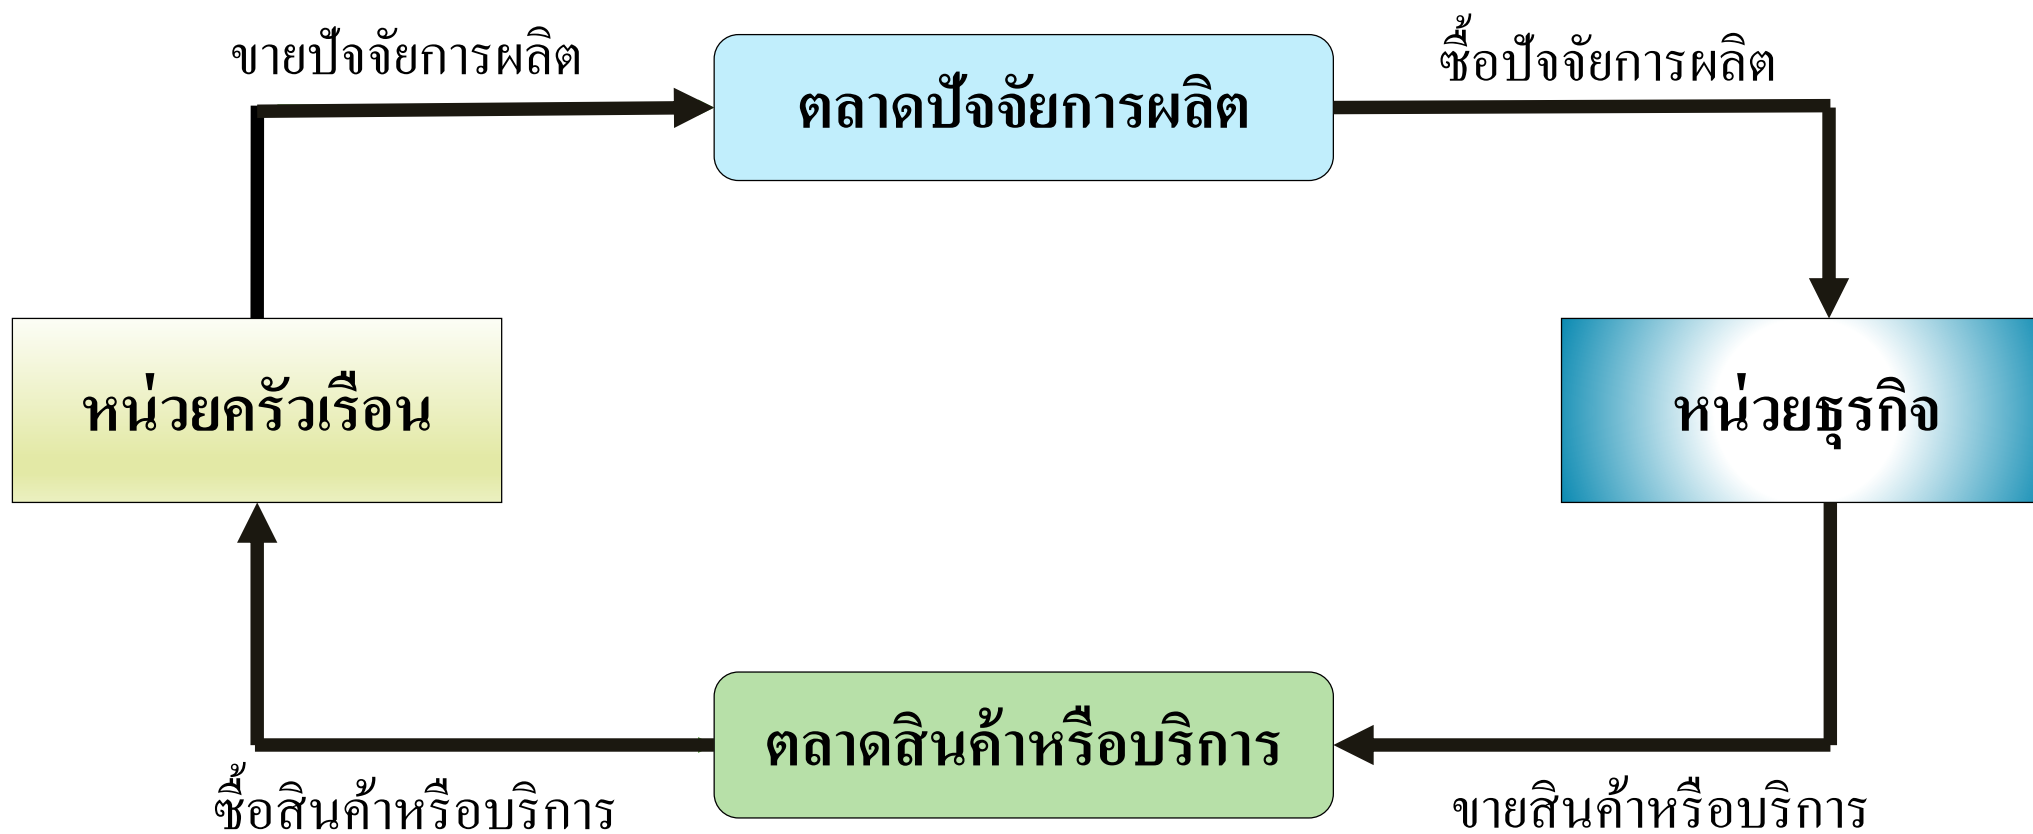 ขายปัจจัยการผลิต
ตลาดปัจจัยการผลิต
ซื้อปัจจัยการผลิต
หน่วยครัวเรือน
หน่วยธุรกิจ
ตลาดสินค้าหรือบริการ
ซื้อสินค้าหรือบริการ
ขายสินค้าหรือบริการ